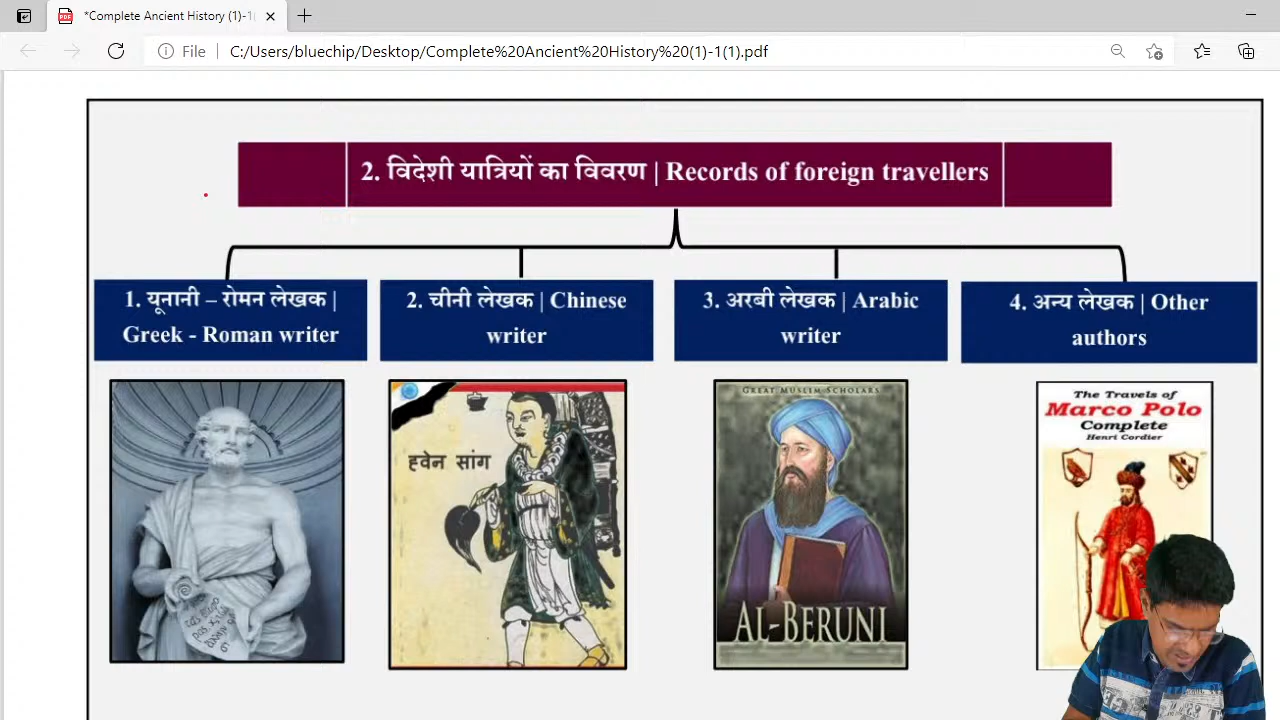 *Complete Ancient History (1)-1(
File
C:/Users/bluechip/Desktop/Complete%20Ancient%20History%20(1)-1(1).pdf
2. विदेशी यात्रियों का विवरण | Records of foreign travellers
1. यूनानी – रोमन लेखक |
Greek - Roman writer
2. चीनी लेखक | Chinese
writer
3. अरबी लेखक | Arabic
writer
4. अन्य लेखक | Other
authors
ह्वेन सांग
GREAT MUSLIM SCHOLARS
AL-BERUNI
The Travels of
Marco Polo
Complete
Henri Cordier